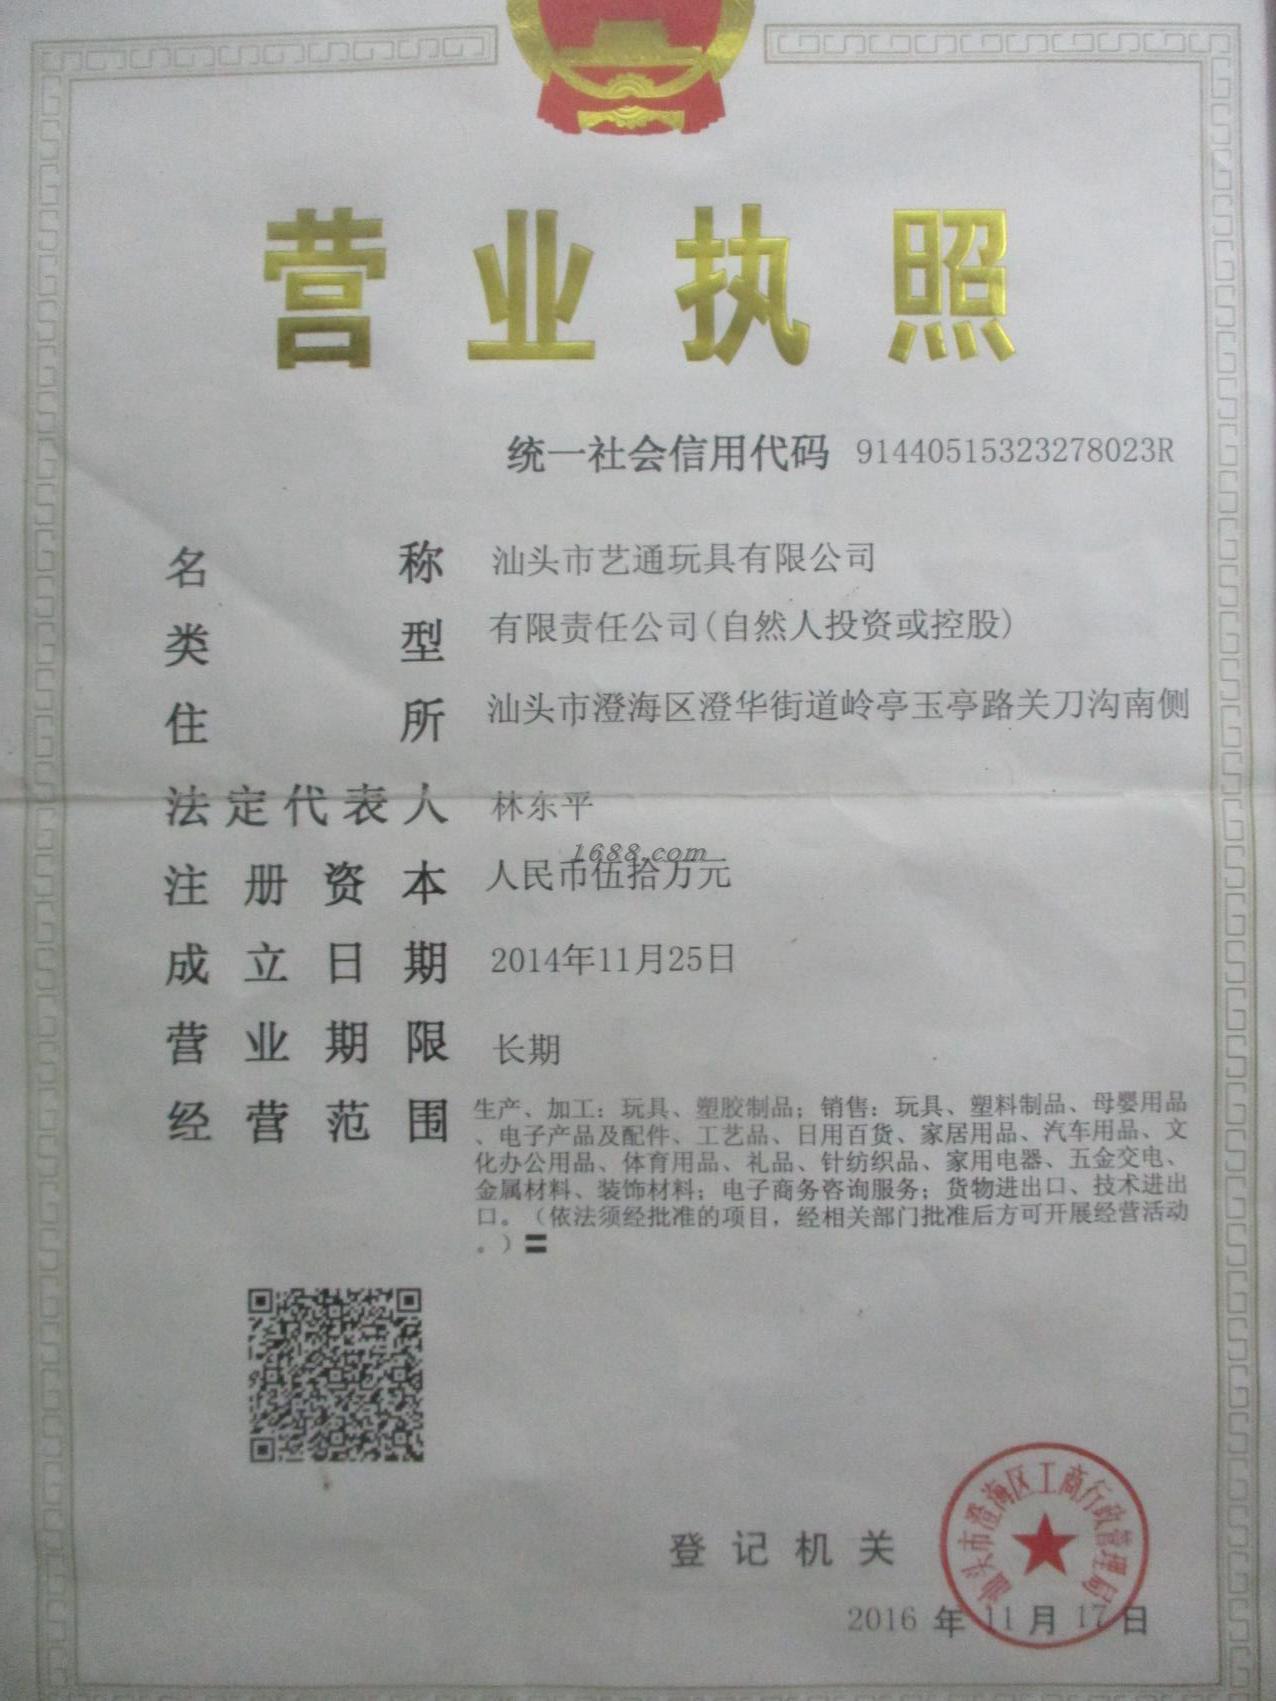 营业执照
统一社会信用代码 91440515323278023R
名称 汕头市艺通玩具有限公司
类型 有限责任公司(自然人投资或控股)
住所 汕头市澄海区澄华街道岭亭玉亭路关刀沟南侧
法定代表人 林东平
1688.com
注册资本 人民币伍拾万元
成立日期 2014年11月25日
营业期限 长期
经营范围 生产、加工：玩具、塑胶制品；销售：玩具、塑料制品、母婴用品
、电子产品及配件、工艺品、日用百货、家居用品、汽车用品、文
化办公用品、体育用品、礼品、针纺织品、家用电器、五金交电、
金属材料、装饰材料；电子商务咨询服务；货物进出口、技术进出
口。（依法须经批准的项目，经相关部门批准后方可开展经营活动
。）
汕头市澄海区工商行政管理局
登记机关
2016年11月17日